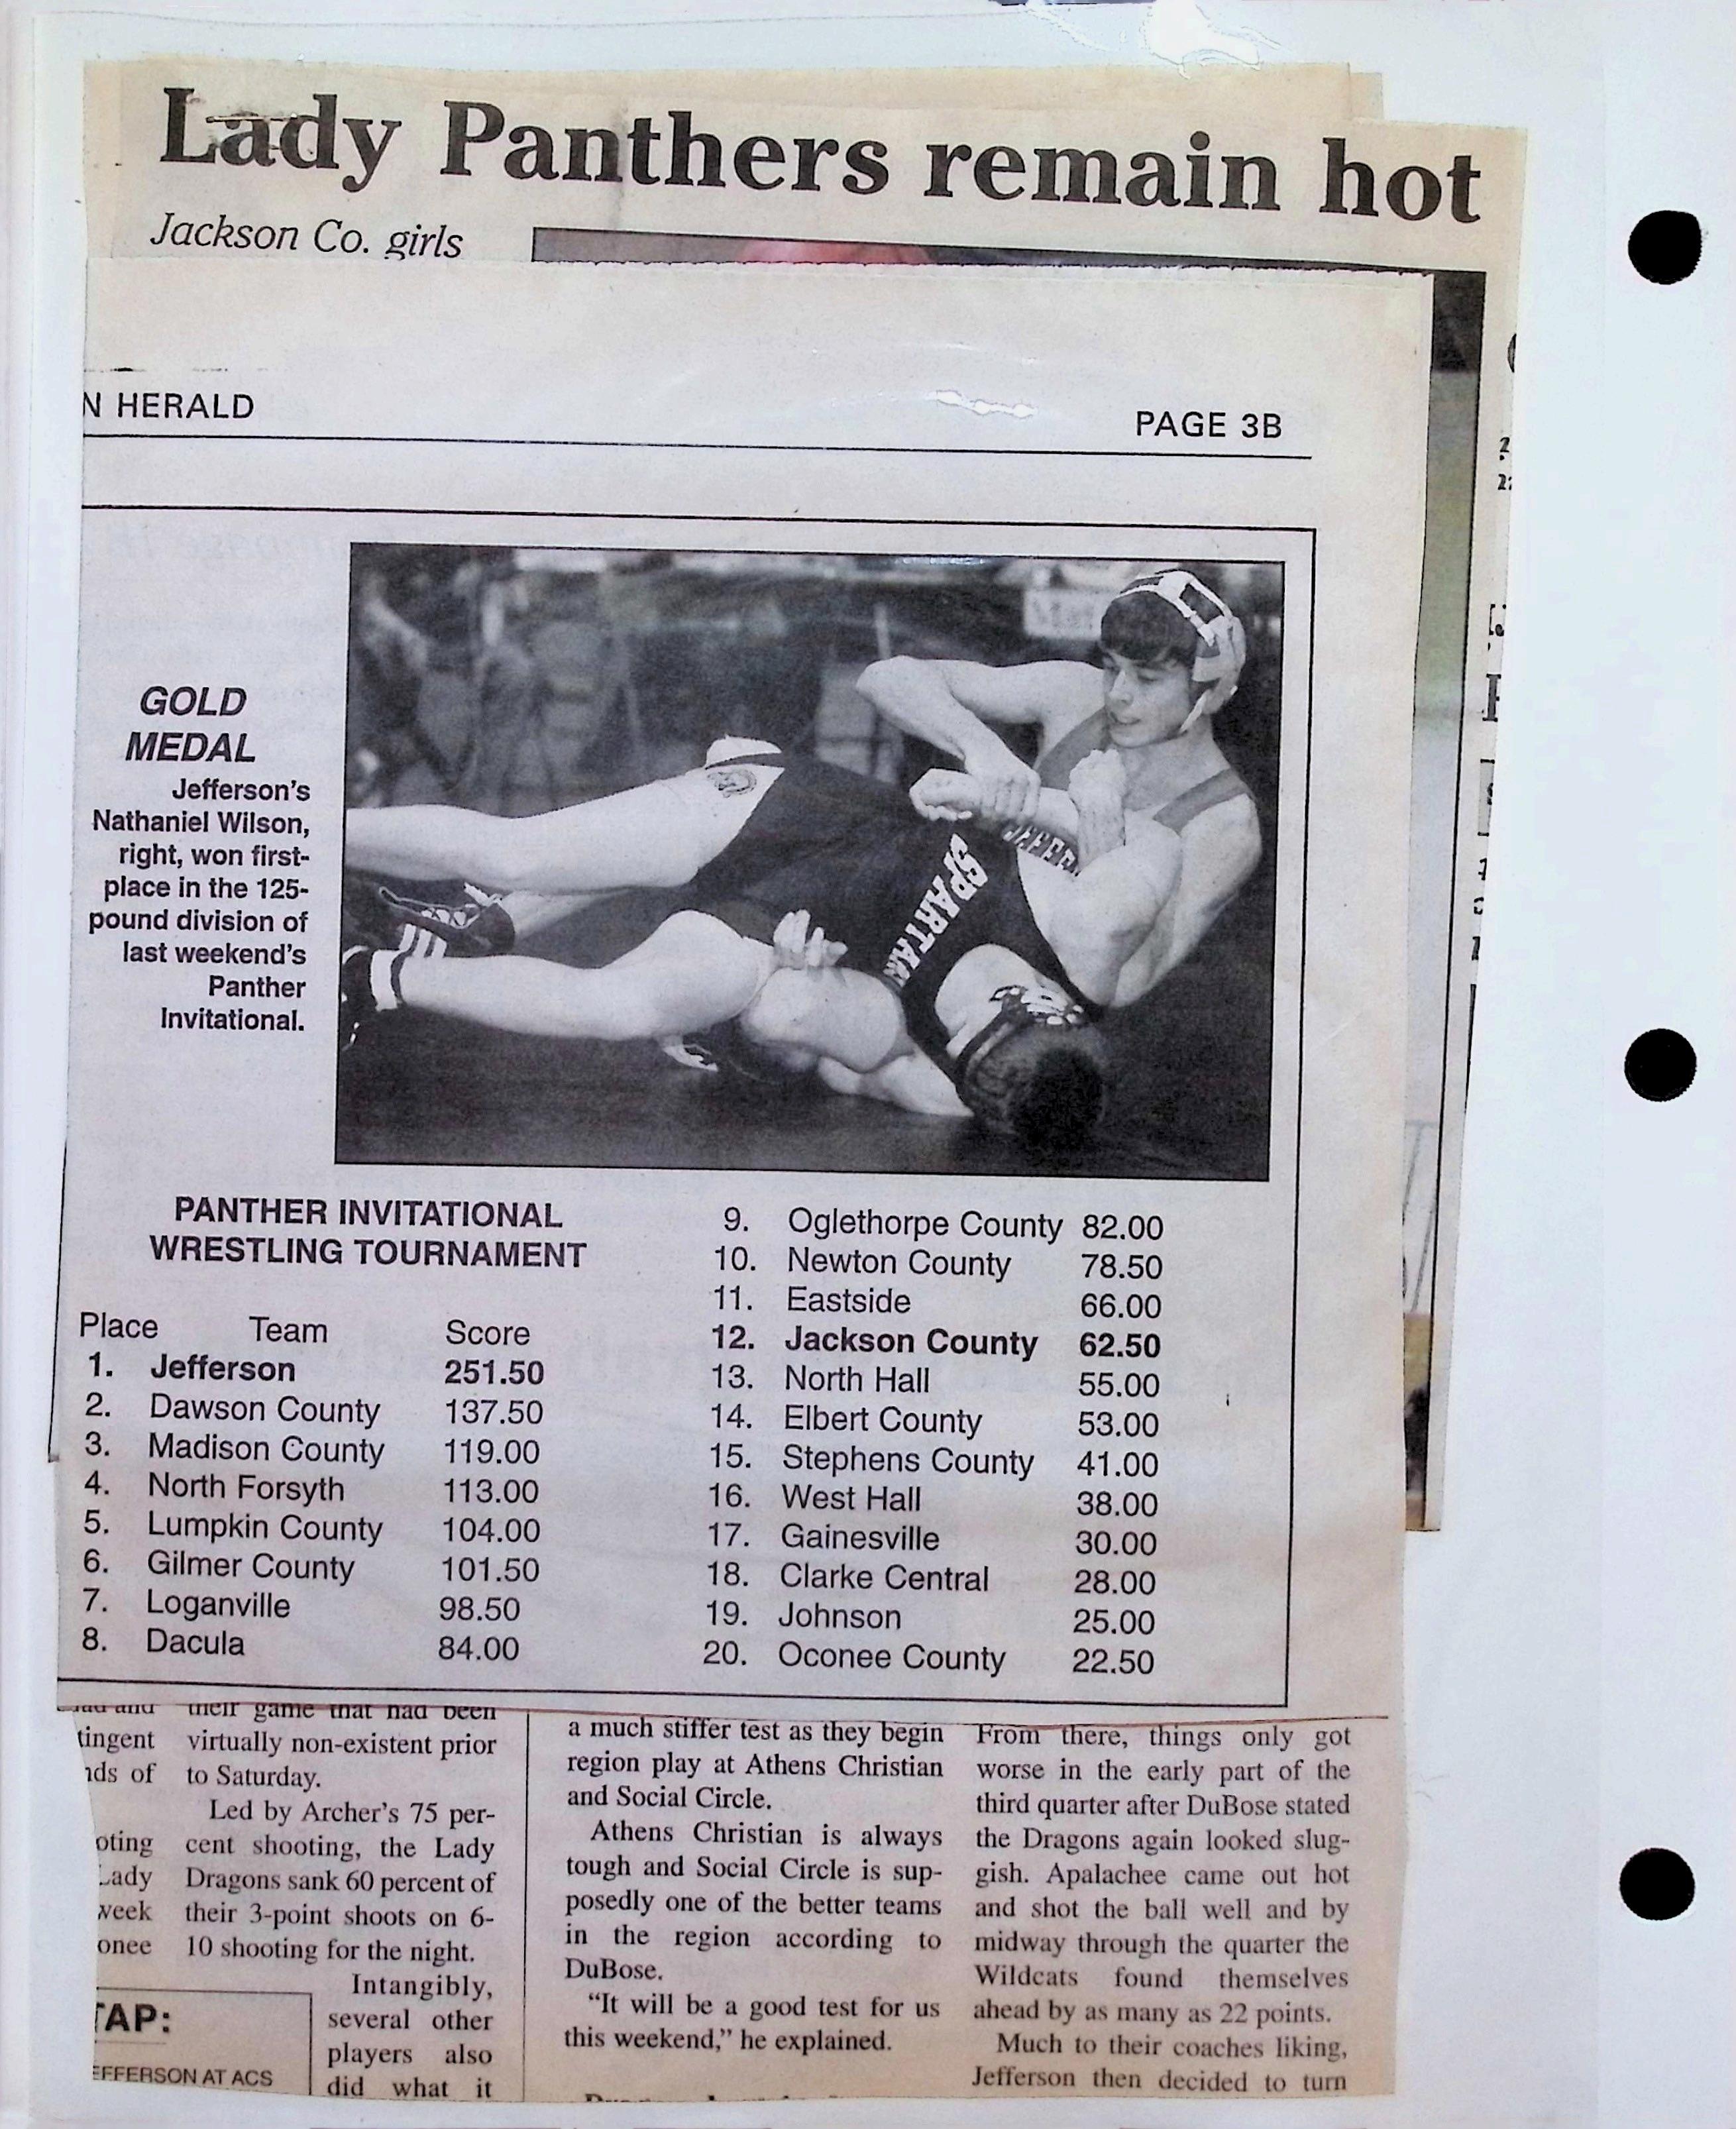 Lady Panthers remain hot
Jackson Co. girls
N HERALD
PAGE 3B
GOLD
MEDAL
Jefferson's
Nathaniel Wilson,
right, won first-
place in the 125-
pound division of
last weekend's
Panther
Invitational.
Mat
JEFFER
SPARTAN
PANTHER INVITATIONAL
WRESTLING TOURNAMENT
Place Team Score
1. Jefferson 251.50
2. Dawson County 137.50
3. Madison County 119.00
4. North Forsyth 113.00
5. Lumpkin County 104.00
6. Gilmer County 101.50
7. Loganville 98.50
8. Dacula 84.00
9. Oglethorpe County 82.00
10. Newton County 78.50
11. Eastside 66.00
12. Jackson County 62.50
13. North Hall 55.00
14. Elbert County 53.00
15. Stephens County 41.00
16. West Hall 38.00
17. Gainesville 30.00
18. Clarke Central 28.00
19. Johnson 25.00
20. Oconee County 22.50
and
tingent
nds of
oting
Lady
week
onee
TAP:
EFFERSON AT ACS
their game that had been
virtually non-existent prior
to Saturday.
Led by Archer's 75 per-
cent shooting, the Lady
Dragons sank 60 percent of
their 3-point shoots on 6-
10 shooting for the night.
Intangibly,
several other
players also
did what it
a much stiffer test as they begin
region play at Athens Christian
and Social Circle.
Athens Christian is always
tough and Social Circle is sup-
posedly one of the better teams
in the region according to
DuBose.
"It will be a good test for us
this weekend," he explained.
From there, things only got
worse in the early part of the
third quarter after DuBose stated
the Dragons again looked slug-
gish. Apalachee came out hot
and shot the ball well and by
midway through the quarter the
Wildcats found themselves
ahead by as many as 22 points.
Much to their coaches liking,
Jefferson then decided to turn